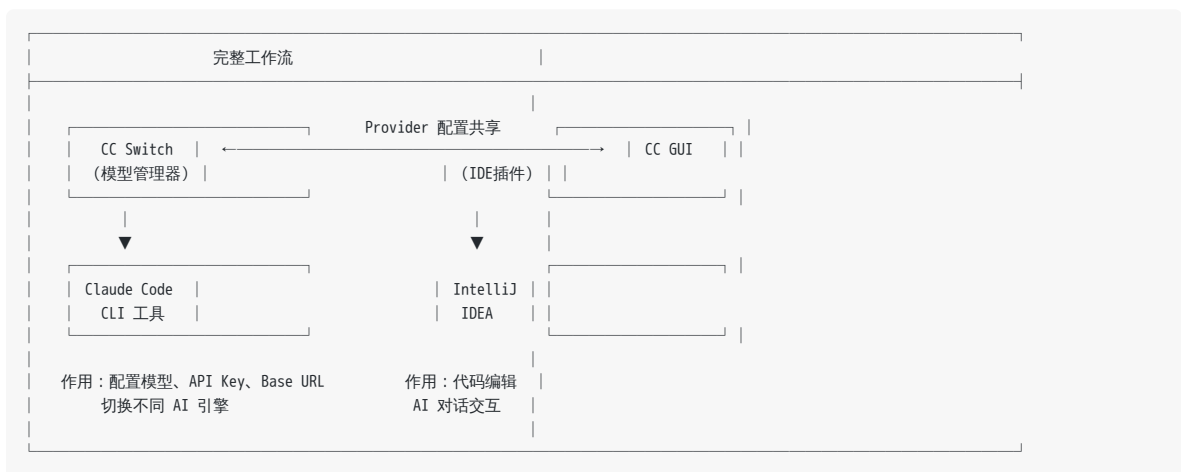 完整工作流
Provider 配置共享
CC Switch ←→ CC GUI
(模型管理器) (IDE插件)
▼ ▼
Claude Code IntelliJ
CLI 工具 IDEA
作用：配置模型、API Key、Base URL 作用：代码编辑
切换不同 AI 引擎 AI 对话交互